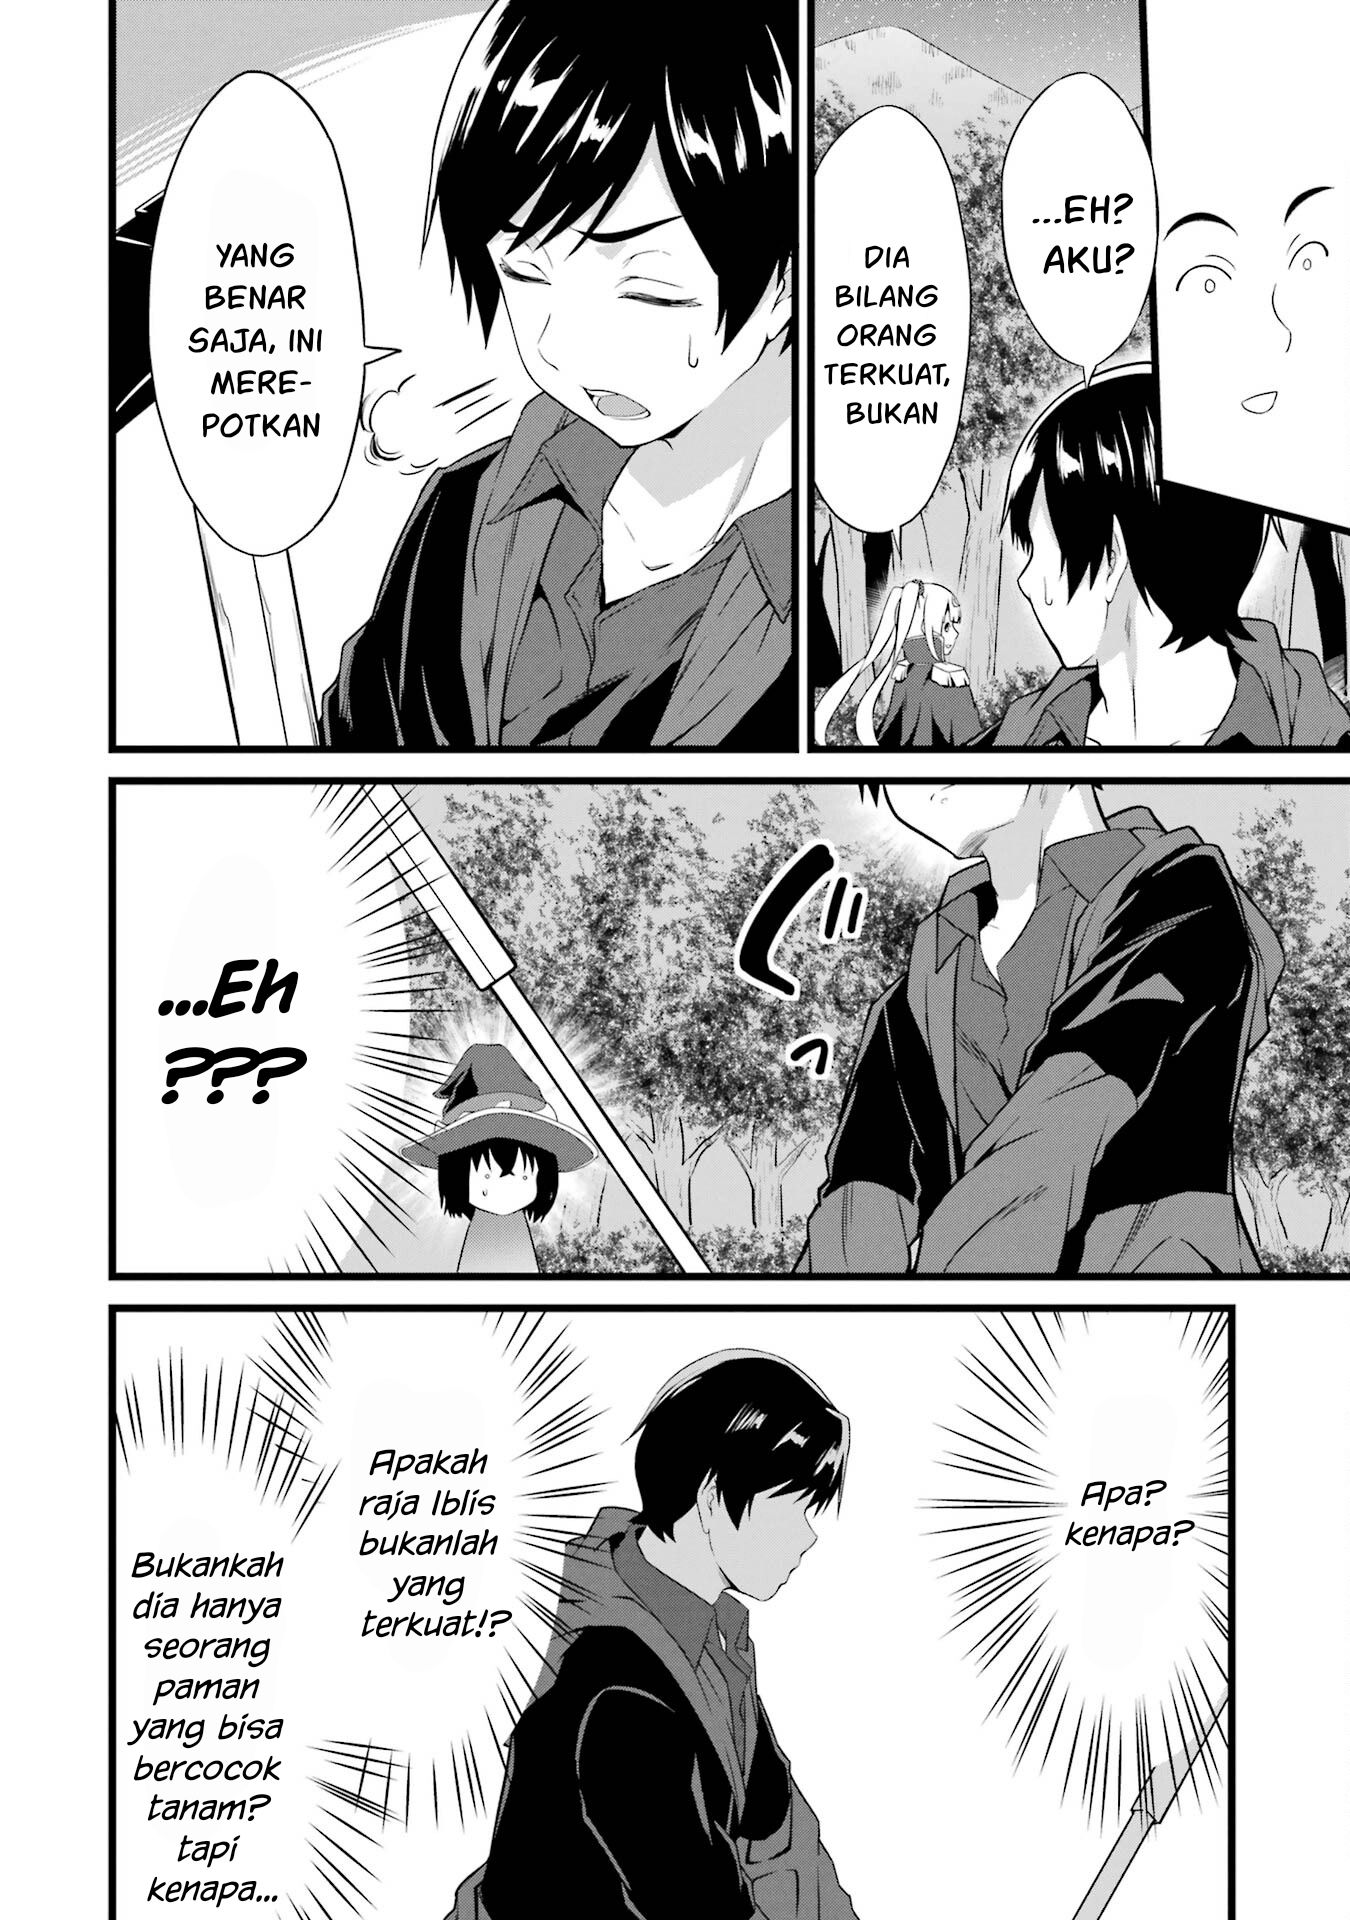 ...EH?
AKU?
DIA
BILANG
ORANG
TERKUAT,
BUKAN
YANG
BENAR
SAJA, INI
MERE-
POTKAN
...Eh
???
Apa?
kenapa?
Apakah
raja Iblis
bukanlah
yang
terkuat!?
Bukankah
dia hanya
seorang
paman
yang bisa
bercocok
tanam?
tapi
kenapa...